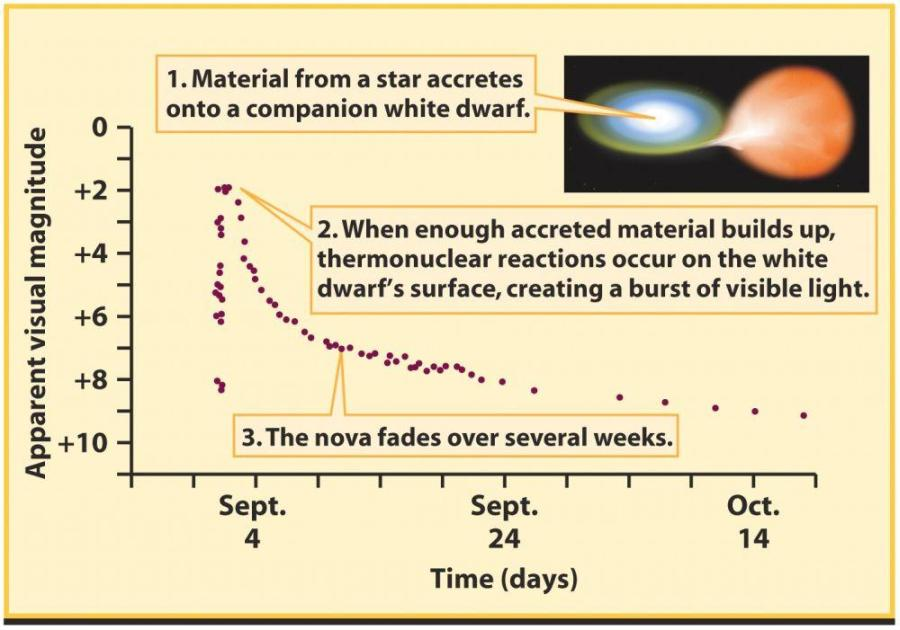 1. Material from a star accretes
onto a companion white dwarf.
Apparent visual magnitude
0
+2
2. When enough accreted material builds up,
thermonuclear reactions occur on the white
dwarf's surface, creating a burst of visible light.
+4
+6
+8
+10
3. The nova fades over several weeks.
Sept.
4
Sept.
24
Oct.
14
Time (days)